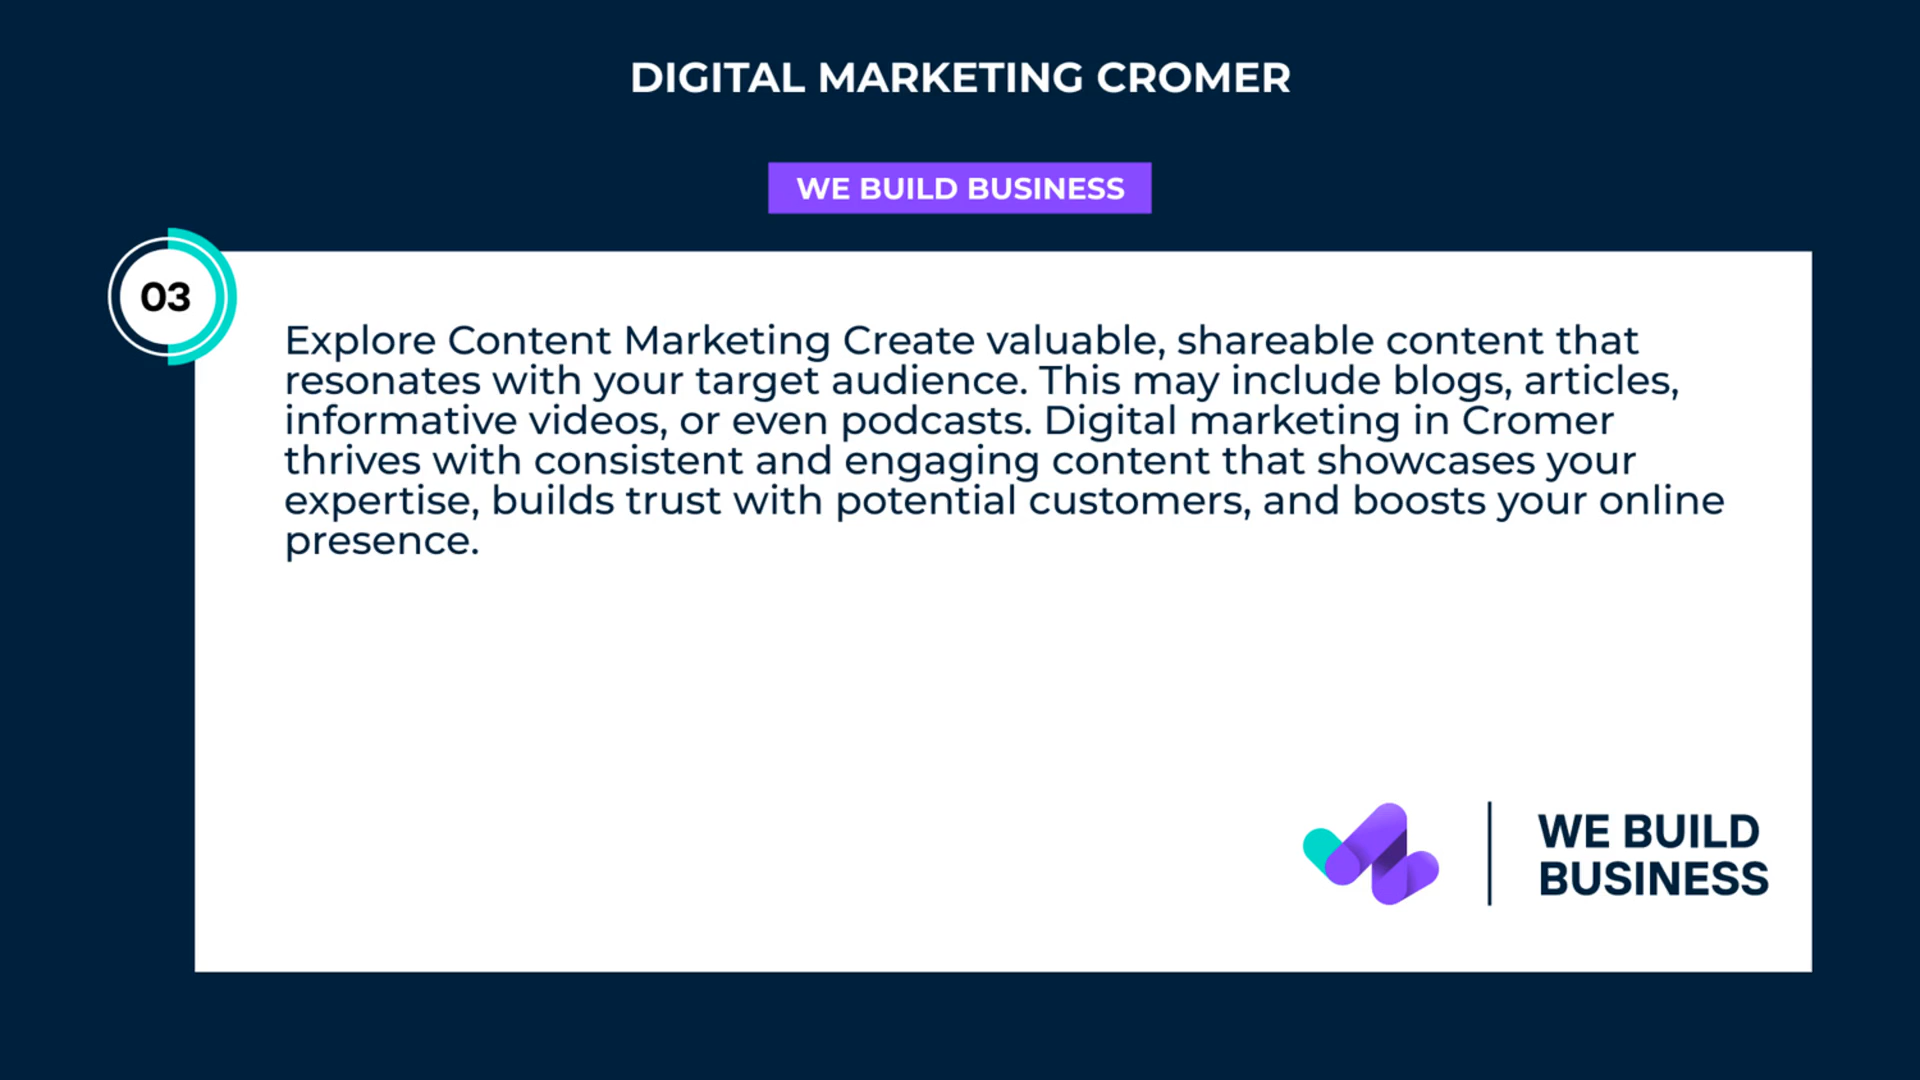 DIGITAL MARKETING CROMER
WE BUILD BUSINESS
03
Explore Content Marketing Create valuable, shareable content that
resonates with your target audience. This may include blogs, articles,
informative videos, or even podcasts. Digital marketing in Cromer
thrives with consistent and engaging content that showcases your
expertise, builds trust with potential customers, and boosts your online
presence.
WE BUILD
BUSINESS